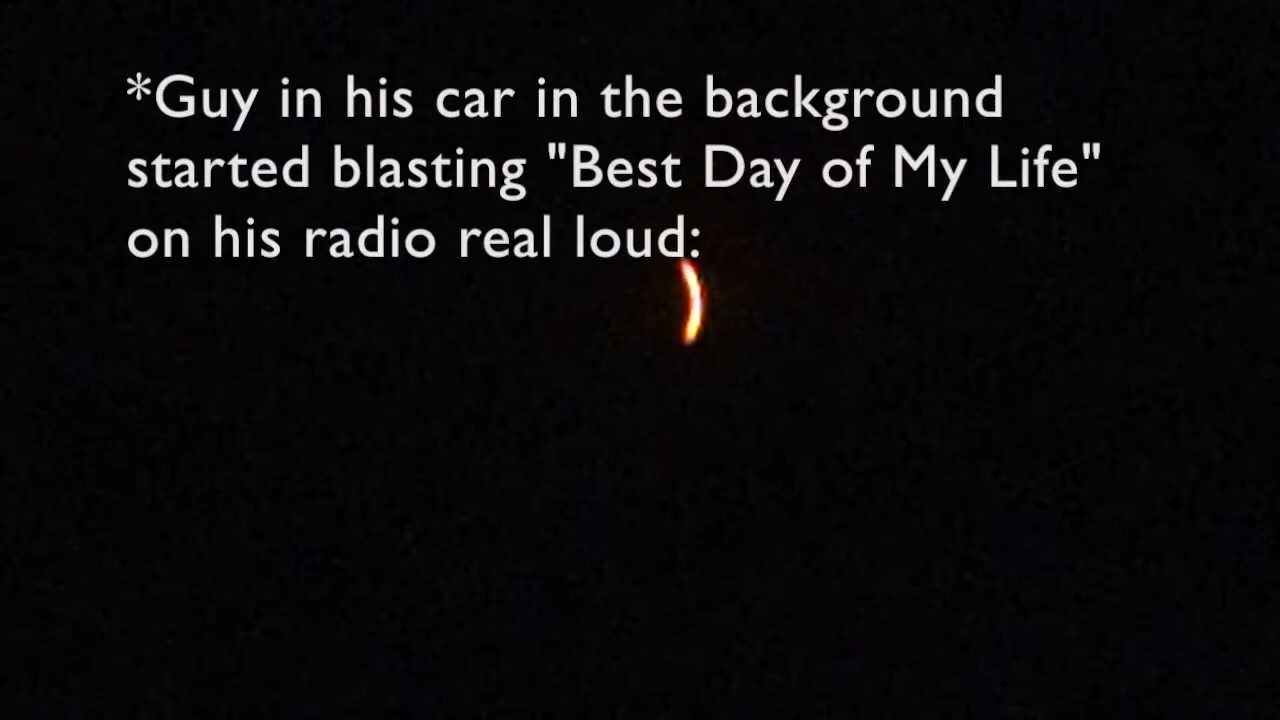 *Guy in his car in the background
started blasting "Best Day of My Life"
on his radio real loud: